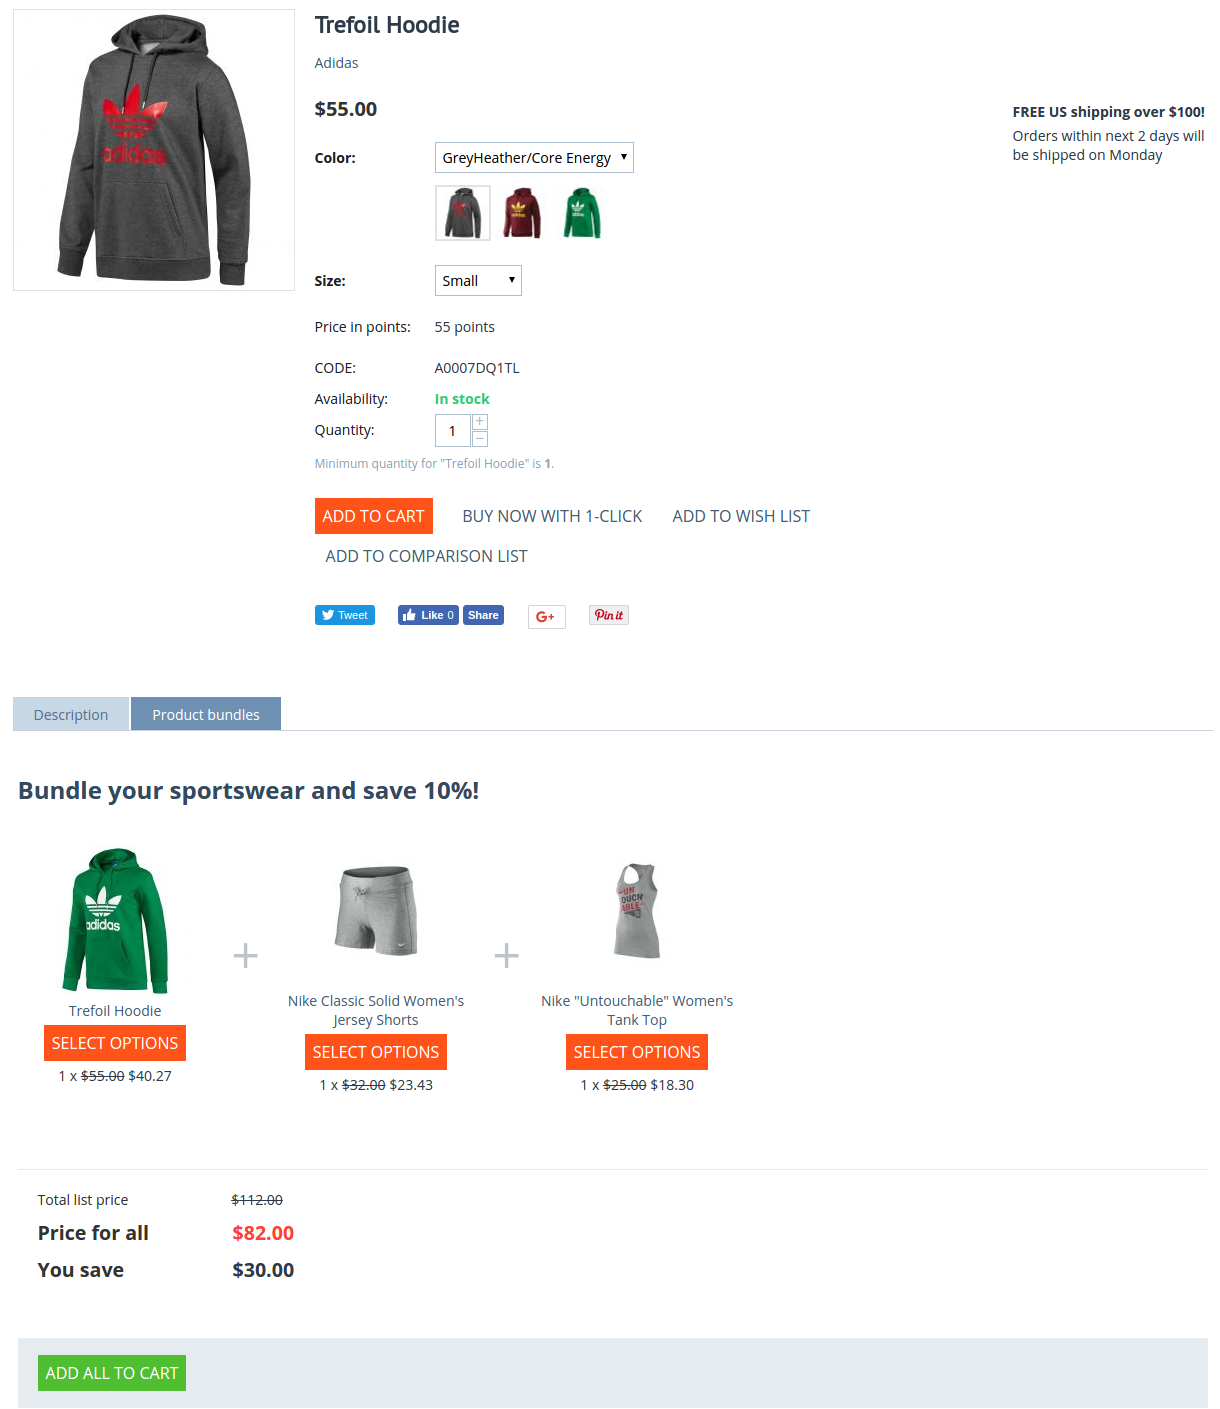 Trefoil Hoodie
Adidas
adidas
$55.00
FREE US shipping over $100!
Orders within next 2 days will
be shipped on Monday
Color: GreyHeather/Core Energy
Size: Small
Price in points: 55 points
CODE: A0007DQ1TL
Availability: In stock
Quantity: 1 + −
Minimum quantity for "Trefoil Hoodie" is 1.
ADD TO CART BUY NOW WITH 1-CLICK ADD TO WISH LIST
ADD TO COMPARISON LIST
Tweet Like 0 Share G+ Pin it
Description Product bundles
Bundle your sportswear and save 10%!
adidas
UN
OUCH
ABLE
+ +
Trefoil Hoodie
SELECT OPTIONS
1 x $55.00 $40.27
Nike Classic Solid Women's
Jersey Shorts
SELECT OPTIONS
1 x $32.00 $23.43
Nike "Untouchable" Women's
Tank Top
SELECT OPTIONS
1 x $25.00 $18.30
Total list price $112.00
Price for all $82.00
You save $30.00
ADD ALL TO CART